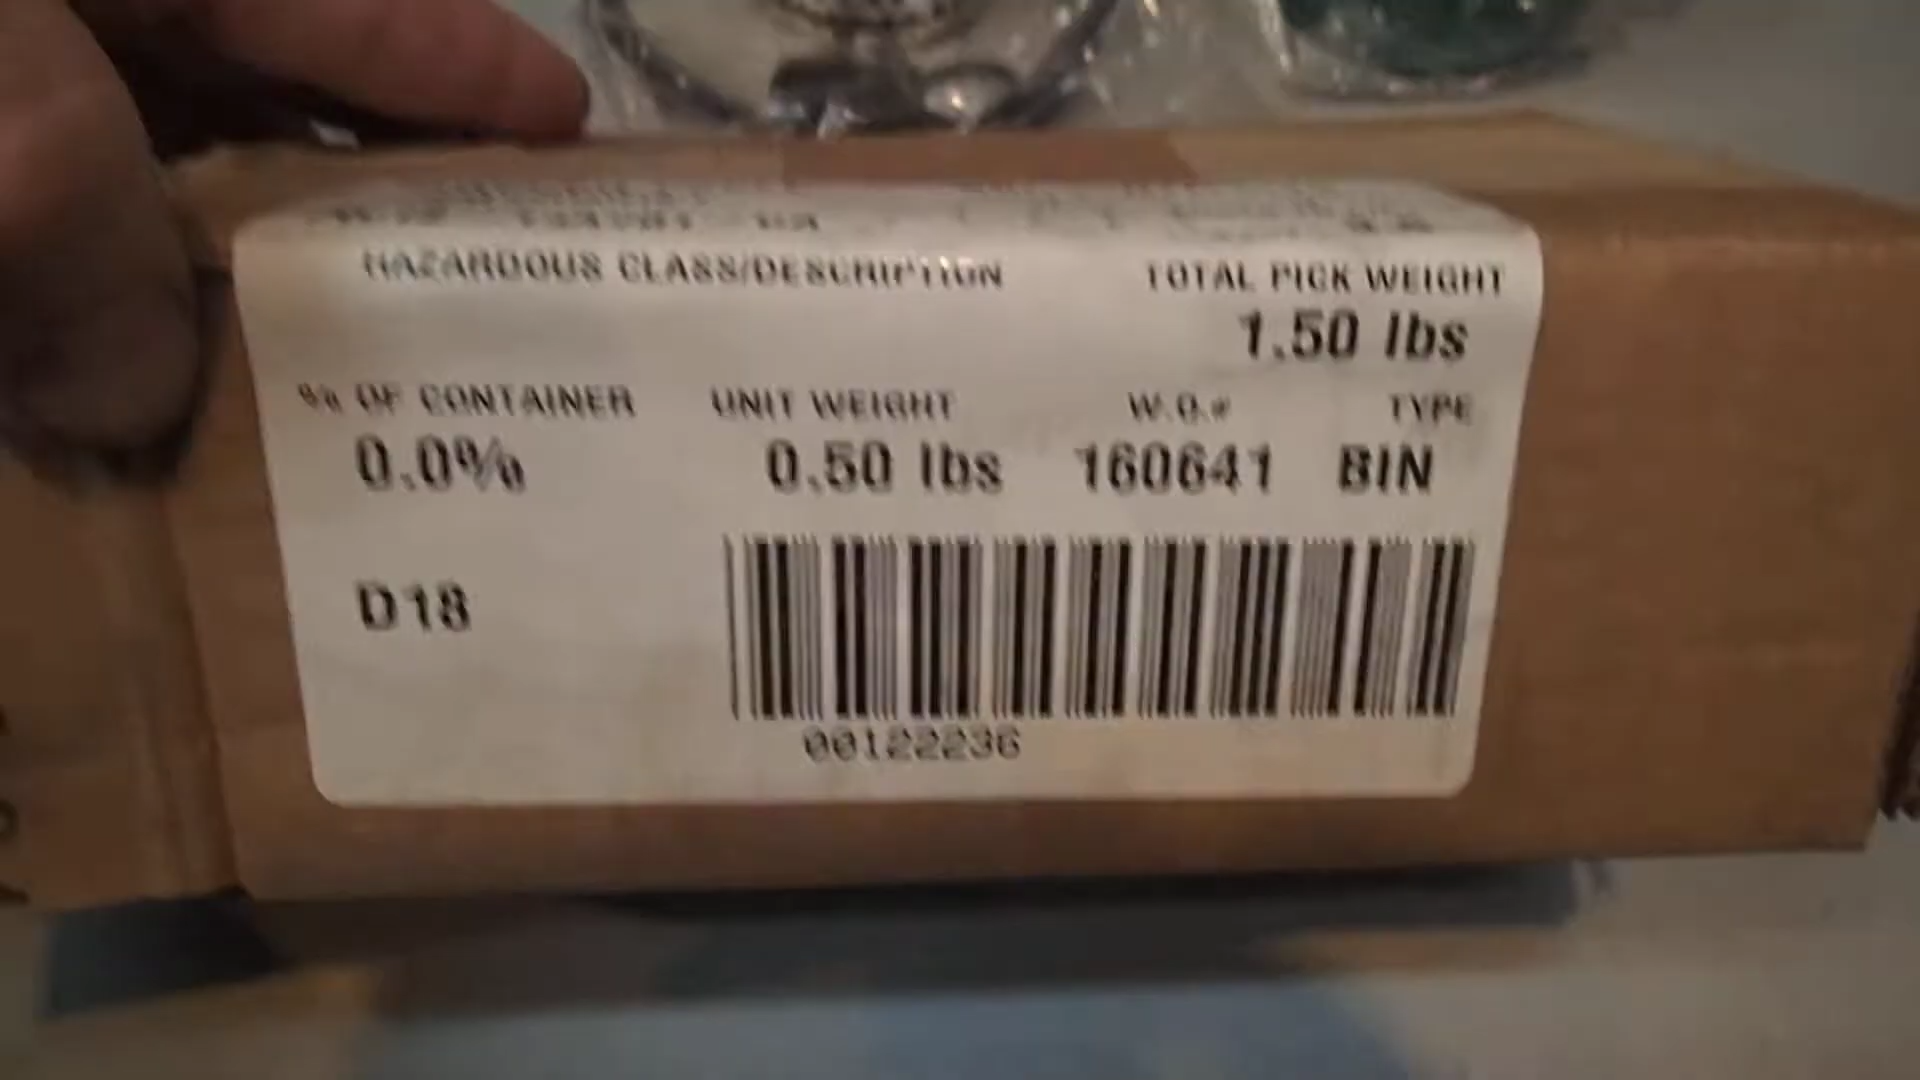 HAZARDOUS CLASS/DESCRIPTION TOTAL PICK WEIGHT
1.50 lbs
% OF CONTAINER UNIT WEIGHT W.O.# TYPE
0.0% 0.50 lbs 160641 BIN
D18
00122236